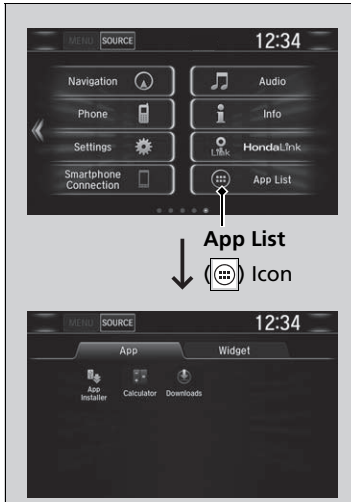 MENU SOURCE 12:34
Navigation Audio
Phone Info
Settings Link HondaLink
Smartphone
Connection App List
App List
() Icon
MENU SOURCE 12:34
App Widget
App
Installer Calculator Downloads